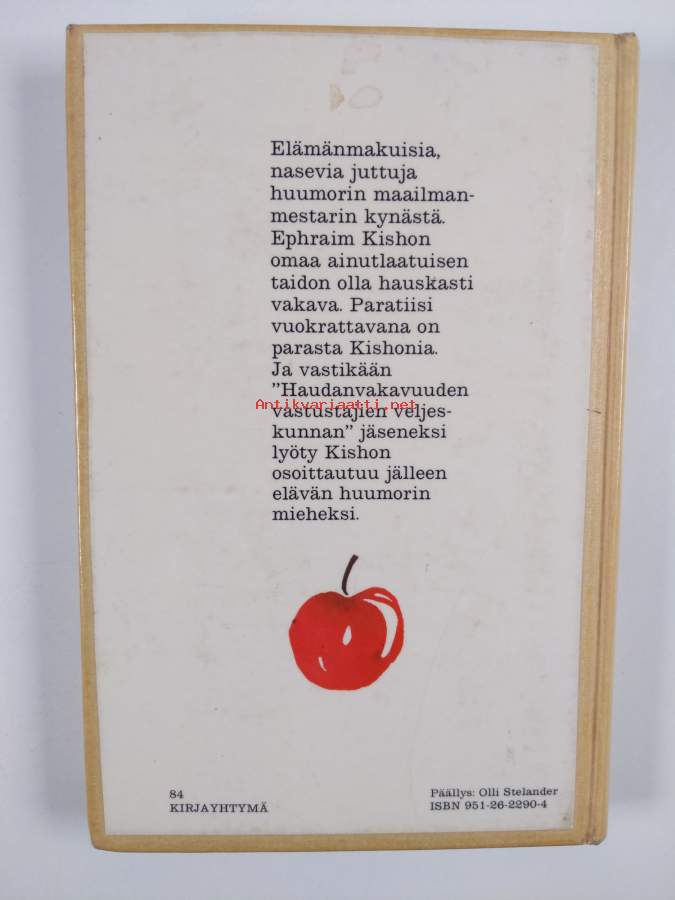 Elämänmakuisia,
nasevia juttuja
huumorin maailman-
mestarin kynästä.
Ephraim Kishon
omaa ainutlaatuisen
taidon olla hauskasti
vakava. Paratiisi
vuokrattavana on
parasta Kishonia.
Ja vastikään
"Haudanvakavuuden
Antikvariaatti.net
vastustajien veljes-
kunnan" jäseneksi
lyöty Kishon
osoittautuu jälleen
elävän huumorin
mieheksi.
84
KIRJAYHTYMÄ
Päällys: Olli Stelander
ISBN 951-26-2290-4